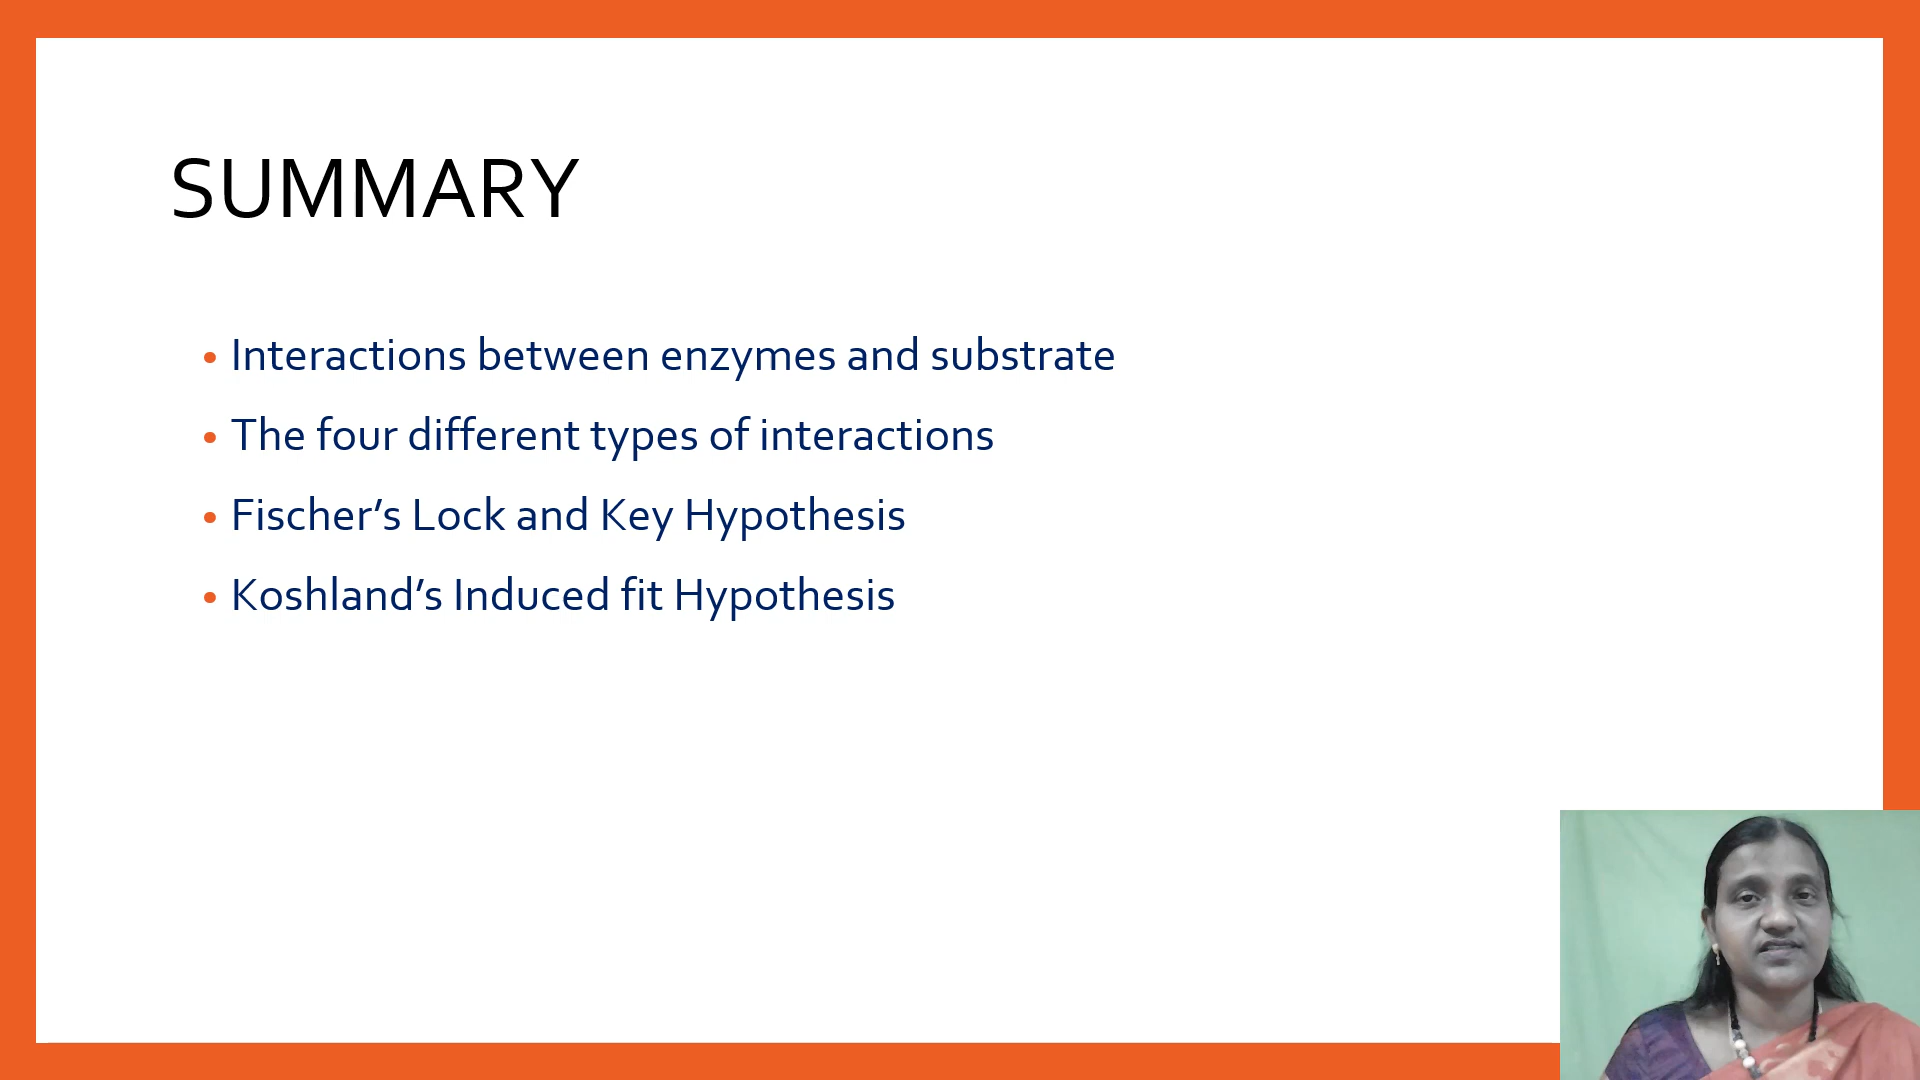 SUMMARY
• Interactions between enzymes and substrate
• The four different types of interactions
• Fischer’s Lock and Key Hypothesis
• Koshland’s Induced fit Hypothesis